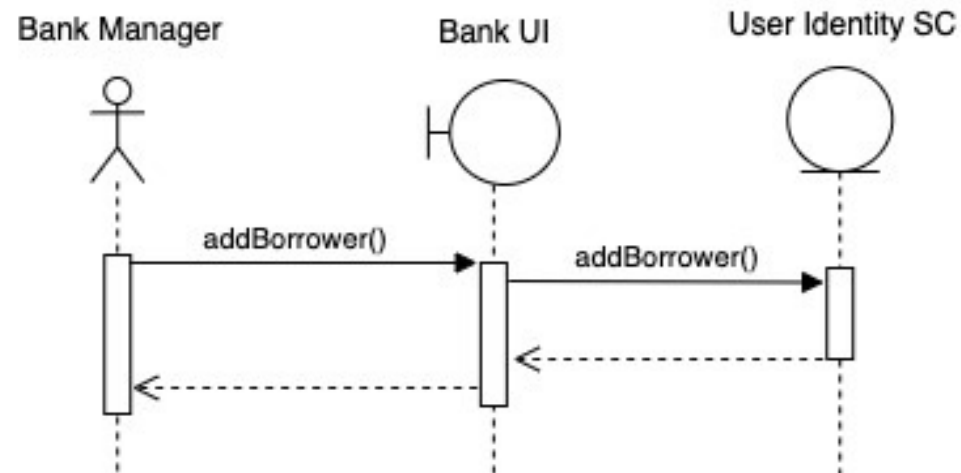 Bank Manager
Bank UI
User Identity SC
addBorrower()
addBorrower()